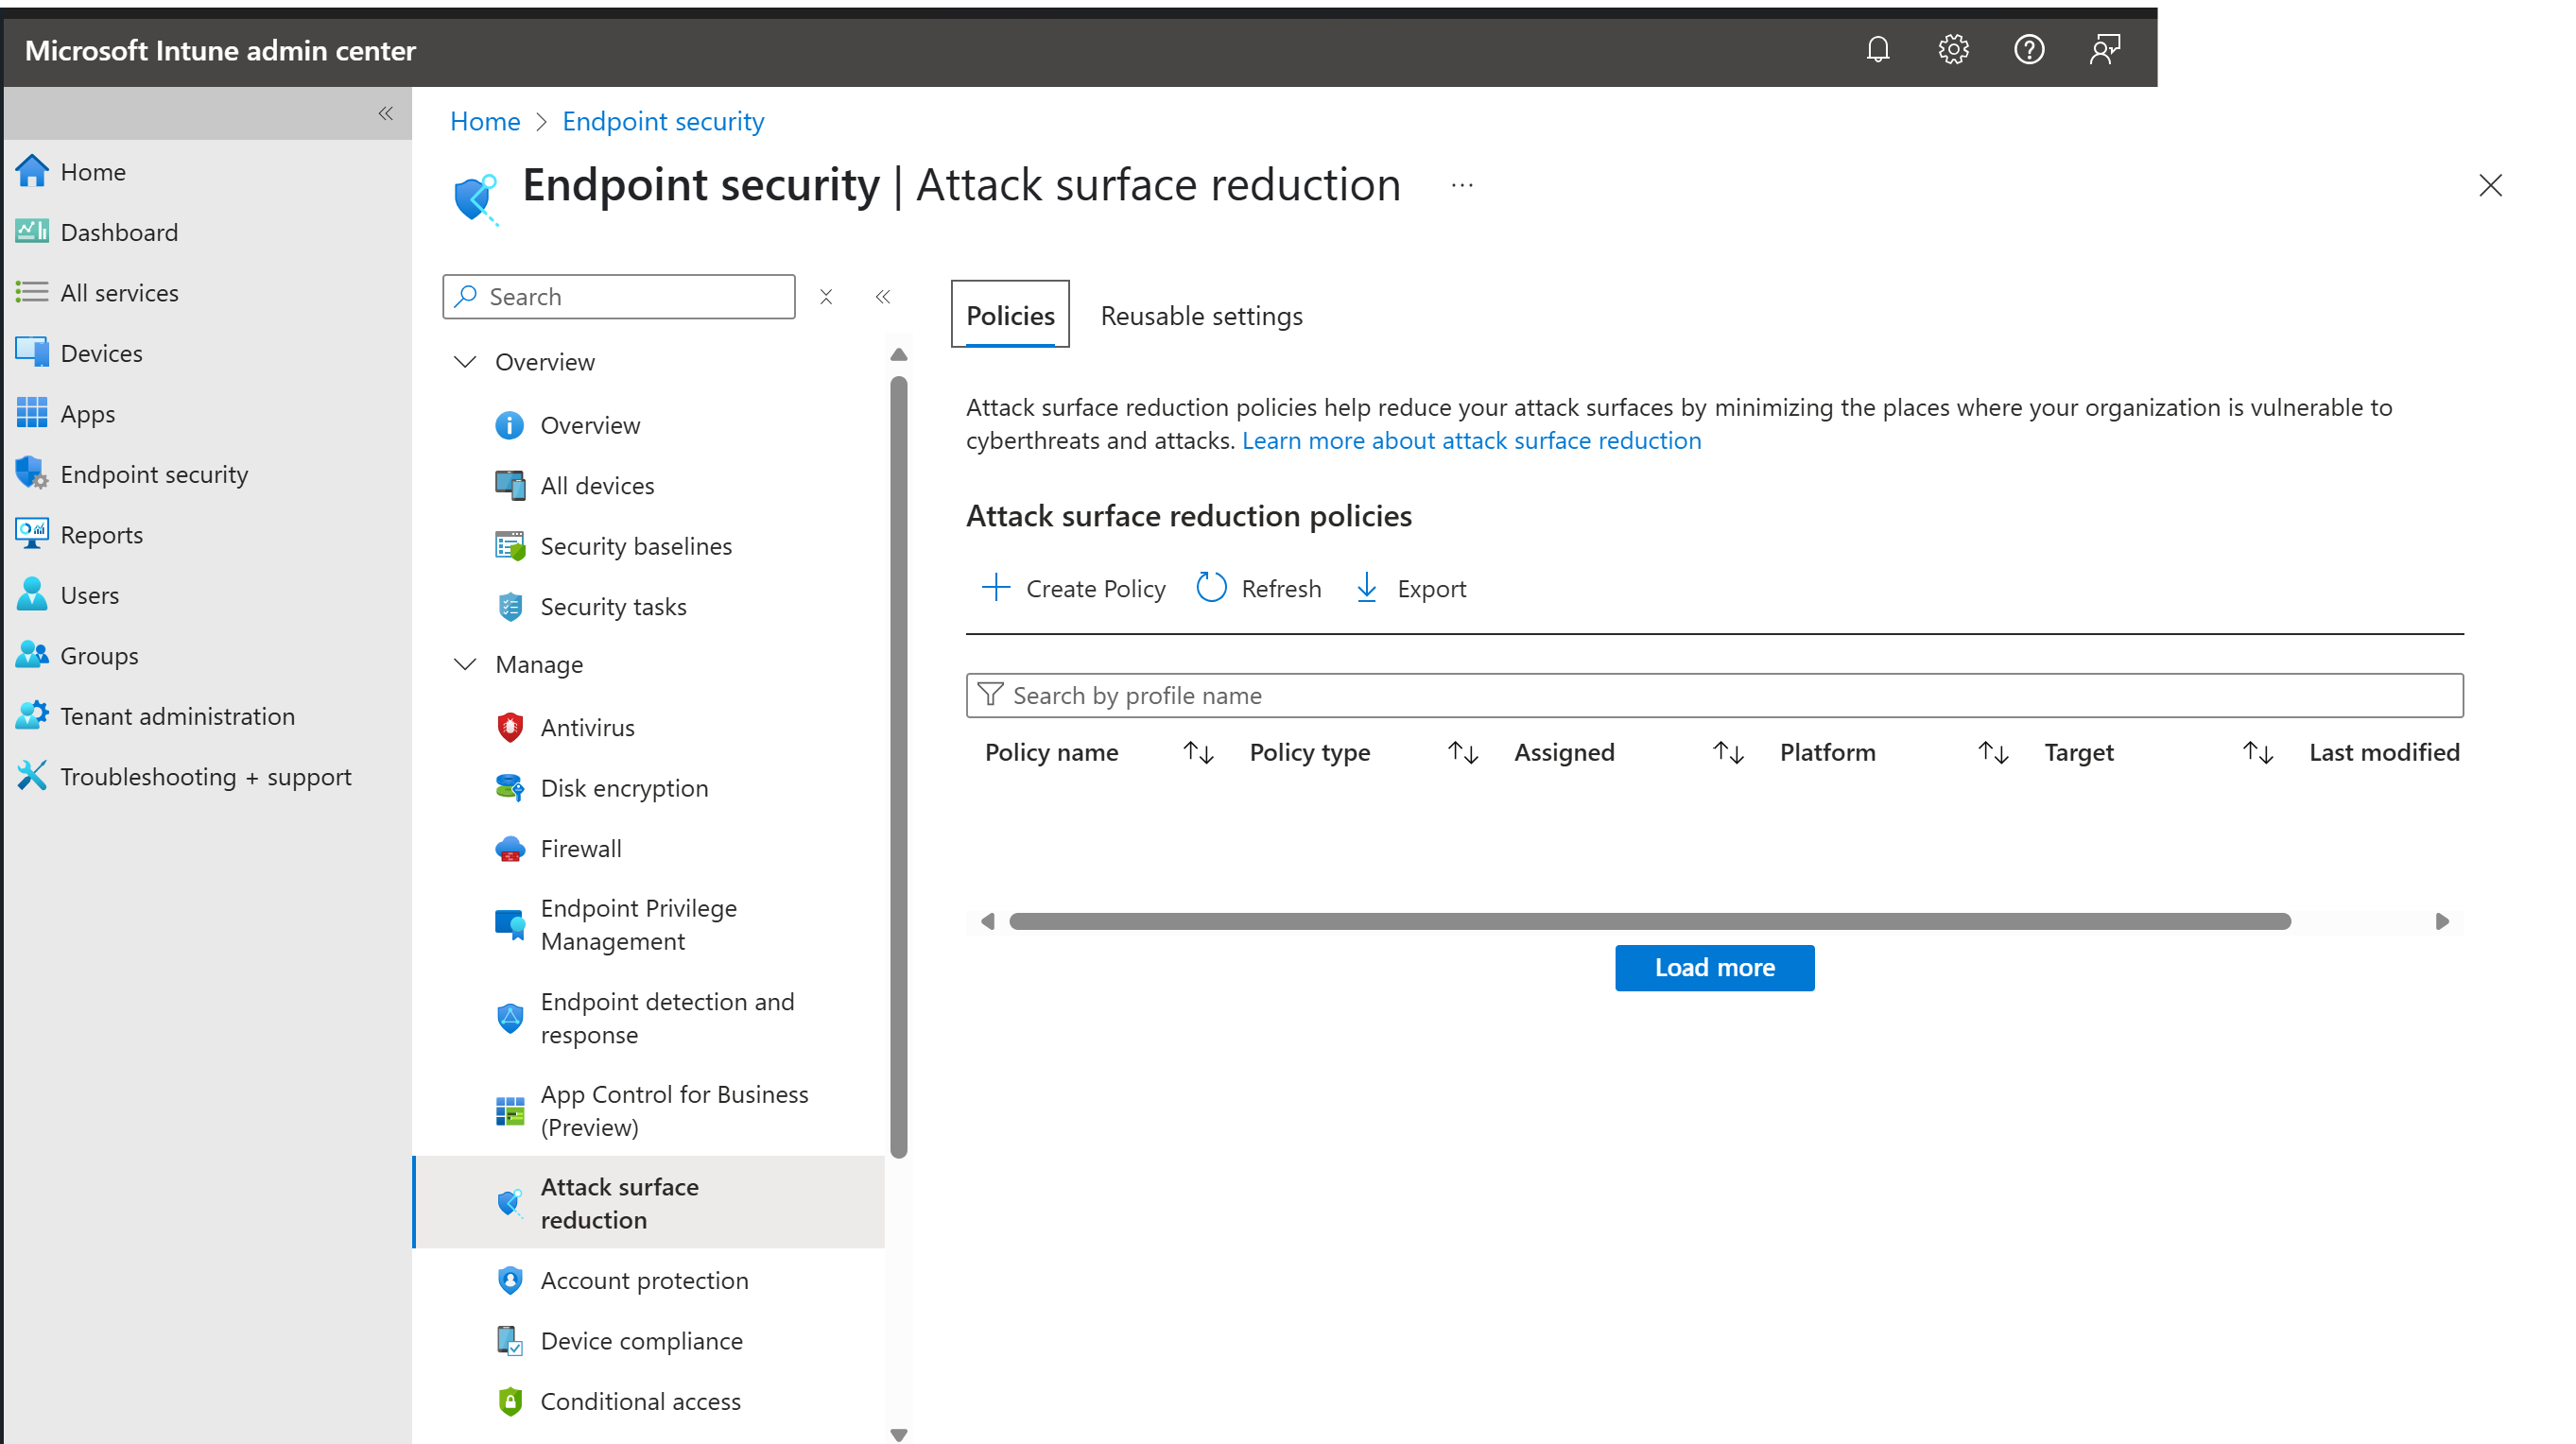 Microsoft Intune admin center
Home
Dashboard
All services
Devices
Apps
Endpoint security
Reports
Users
Groups
Tenant administration
Troubleshooting + support
Home > Endpoint security
Endpoint security | Attack surface reduction ...
Search
Overview
Overview
All devices
Security baselines
Security tasks
Manage
Antivirus
Disk encryption
Firewall
Endpoint Privilege
Management
Endpoint detection and
response
App Control for Business
(Preview)
Attack surface
reduction
Account protection
Device compliance
Conditional access
Policies Reusable settings
Attack surface reduction policies help reduce your attack surfaces by minimizing the places where your organization is vulnerable to
cyberthreats and attacks. Learn more about attack surface reduction
Attack surface reduction policies
Create Policy Refresh Export
Search by profile name
Policy name Policy type Assigned Platform Target Last modified
Load more